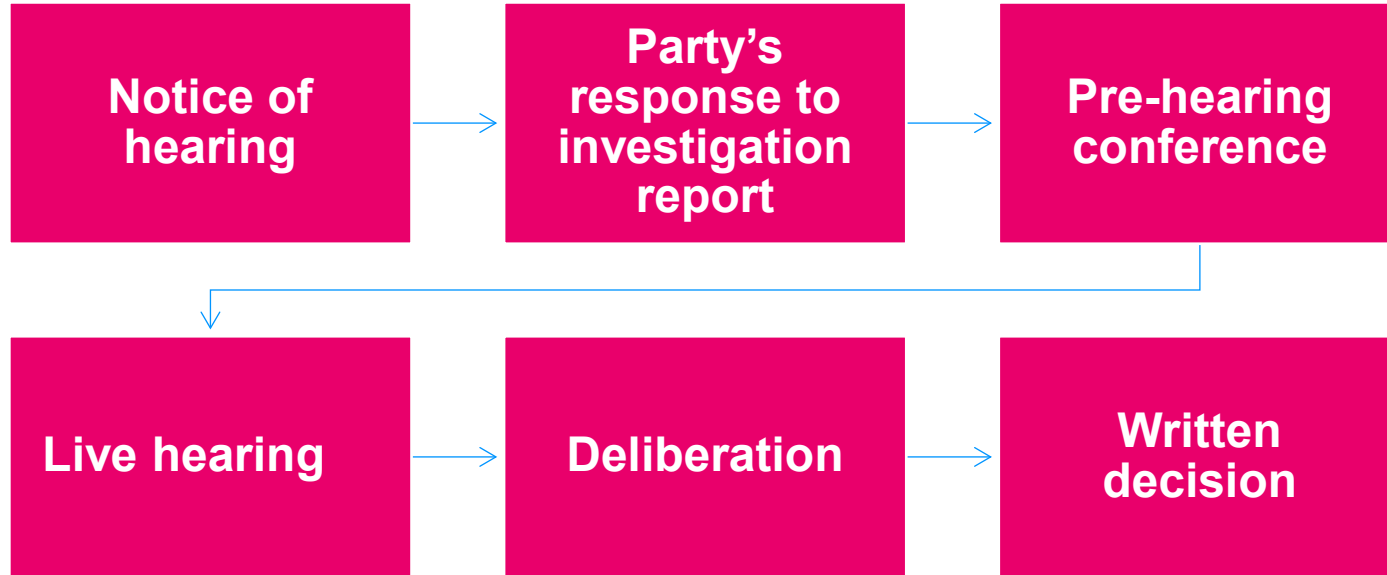 Notice of
hearing
Party’s
response to
investigation
report
Pre-hearing
conference
Live hearing
Deliberation
Written
decision